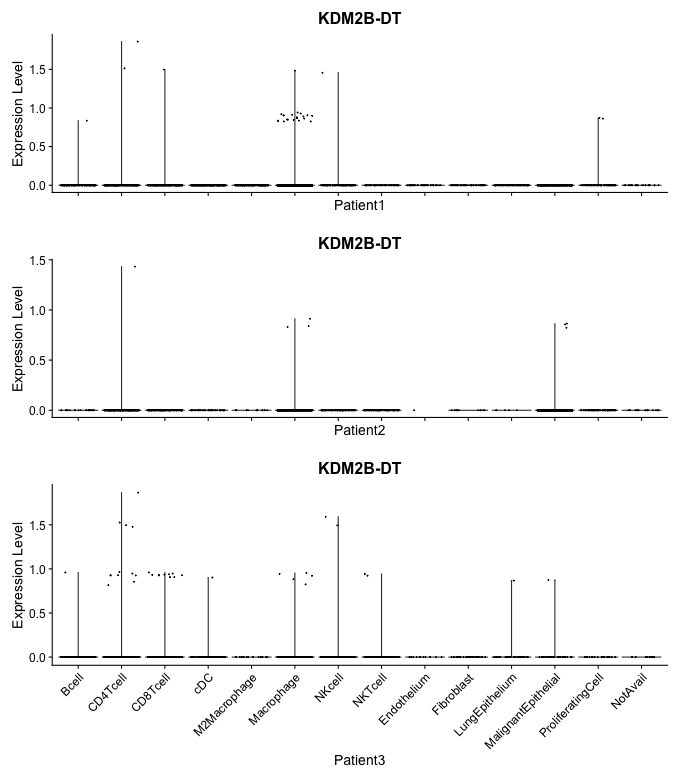 KDM2B-DT
Expression Level
1.5
1.0
0.5
0.0
Patient1
KDM2B-DT
Expression Level
1.5
1.0
0.5
0.0
Patient2
KDM2B-DT
Expression Level
1.5
1.0
0.5
0.0
Bcell
CD4Tcell
CD8Tcell
cDC
M2Macrophage
Macrophage
NKcell
NKTcell
Endothelium
Fibroblast
LungEpithelium
MalignantEpithelial
ProliferatingCell
NotAvail
Patient3